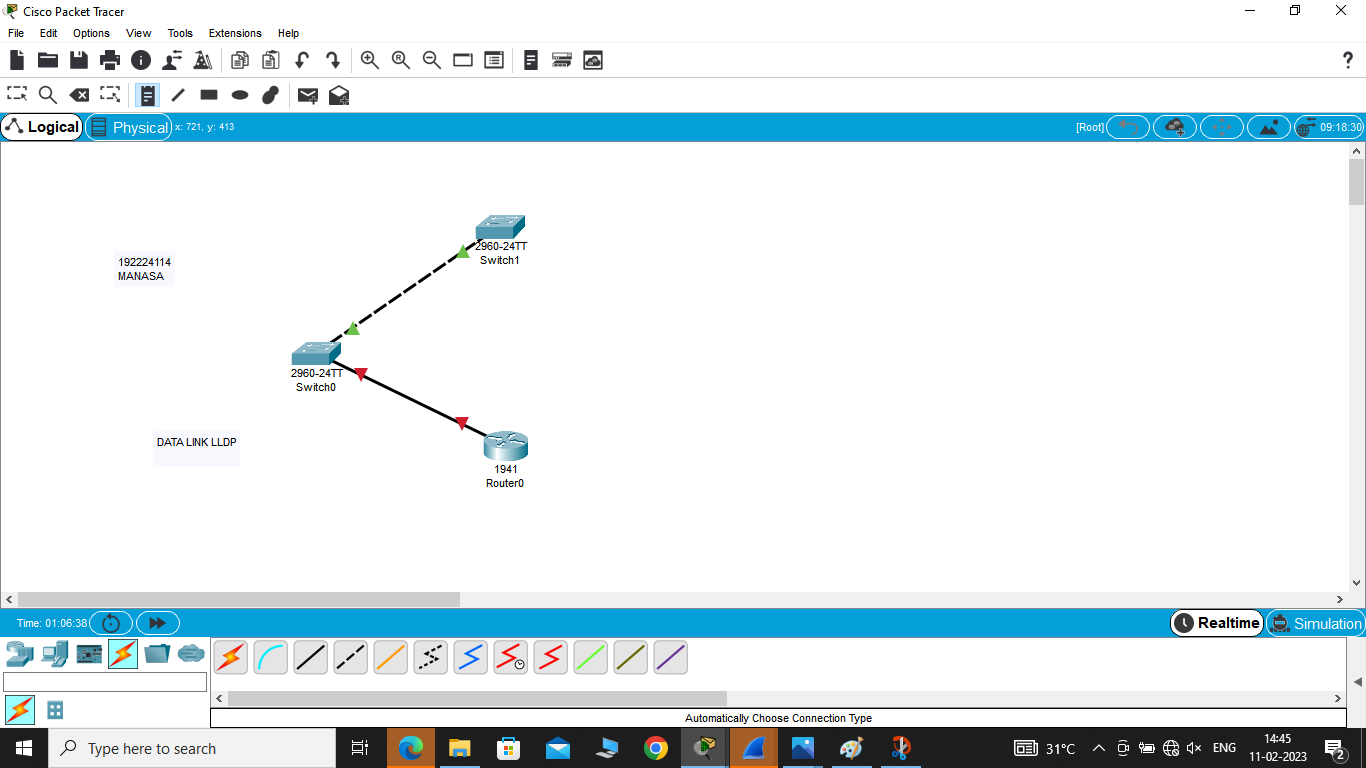 Cisco Packet Tracer
File Edit Options View Tools Extensions Help
Logical Physical x: 721, y: 413 [Root] 09:18:30
2960-24TT
Switch1
192224114
MANASA
2960-24TT
Switch0
DATA LINK LLDP
1941
Router0
Time: 01:06:38 Realtime Simulation
Automatically Choose Connection Type
Type here to search 31°C ENG 14:45
11-02-2023 2